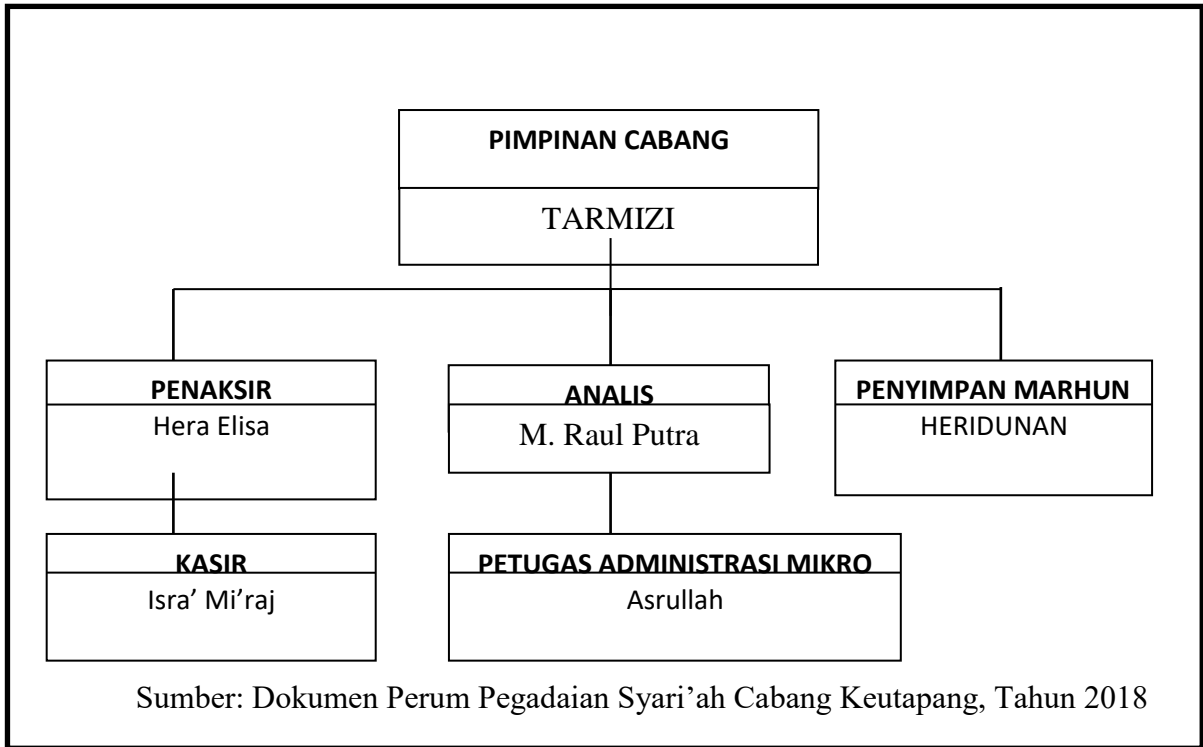 PIMPINAN CABANG
TARMIZI
PENAKSIR
Hera Elisa
ANALIS
M. Raul Putra
PENYIMPAN MARHUN
HERIDUNAN
KASIR
Isra’ Mi’raj
PETUGAS ADMINISTRASI MIKRO
Asrullah
Sumber: Dokumen Perum Pegadaian Syari’ah Cabang Keutapang, Tahun 2018